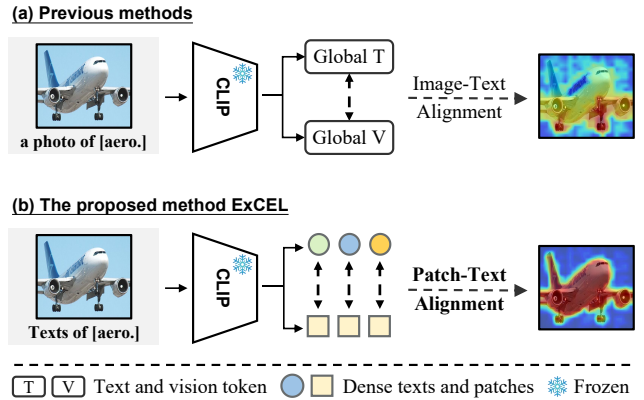 (a) Previous methods
a photo of [aero.]
CLIP
Global T
Global V
Image-Text
Alignment
(b) The proposed method ExCEL
Texts of [aero.]
CLIP
Patch-Text
Alignment
T V Text and vision token Dense texts and patches Frozen